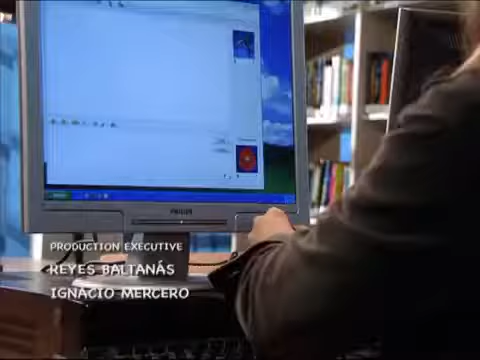 PHILIPS
PRODUCTION EXECUTIVE
REYES BALTANÁS
IGNACIO MERCERO